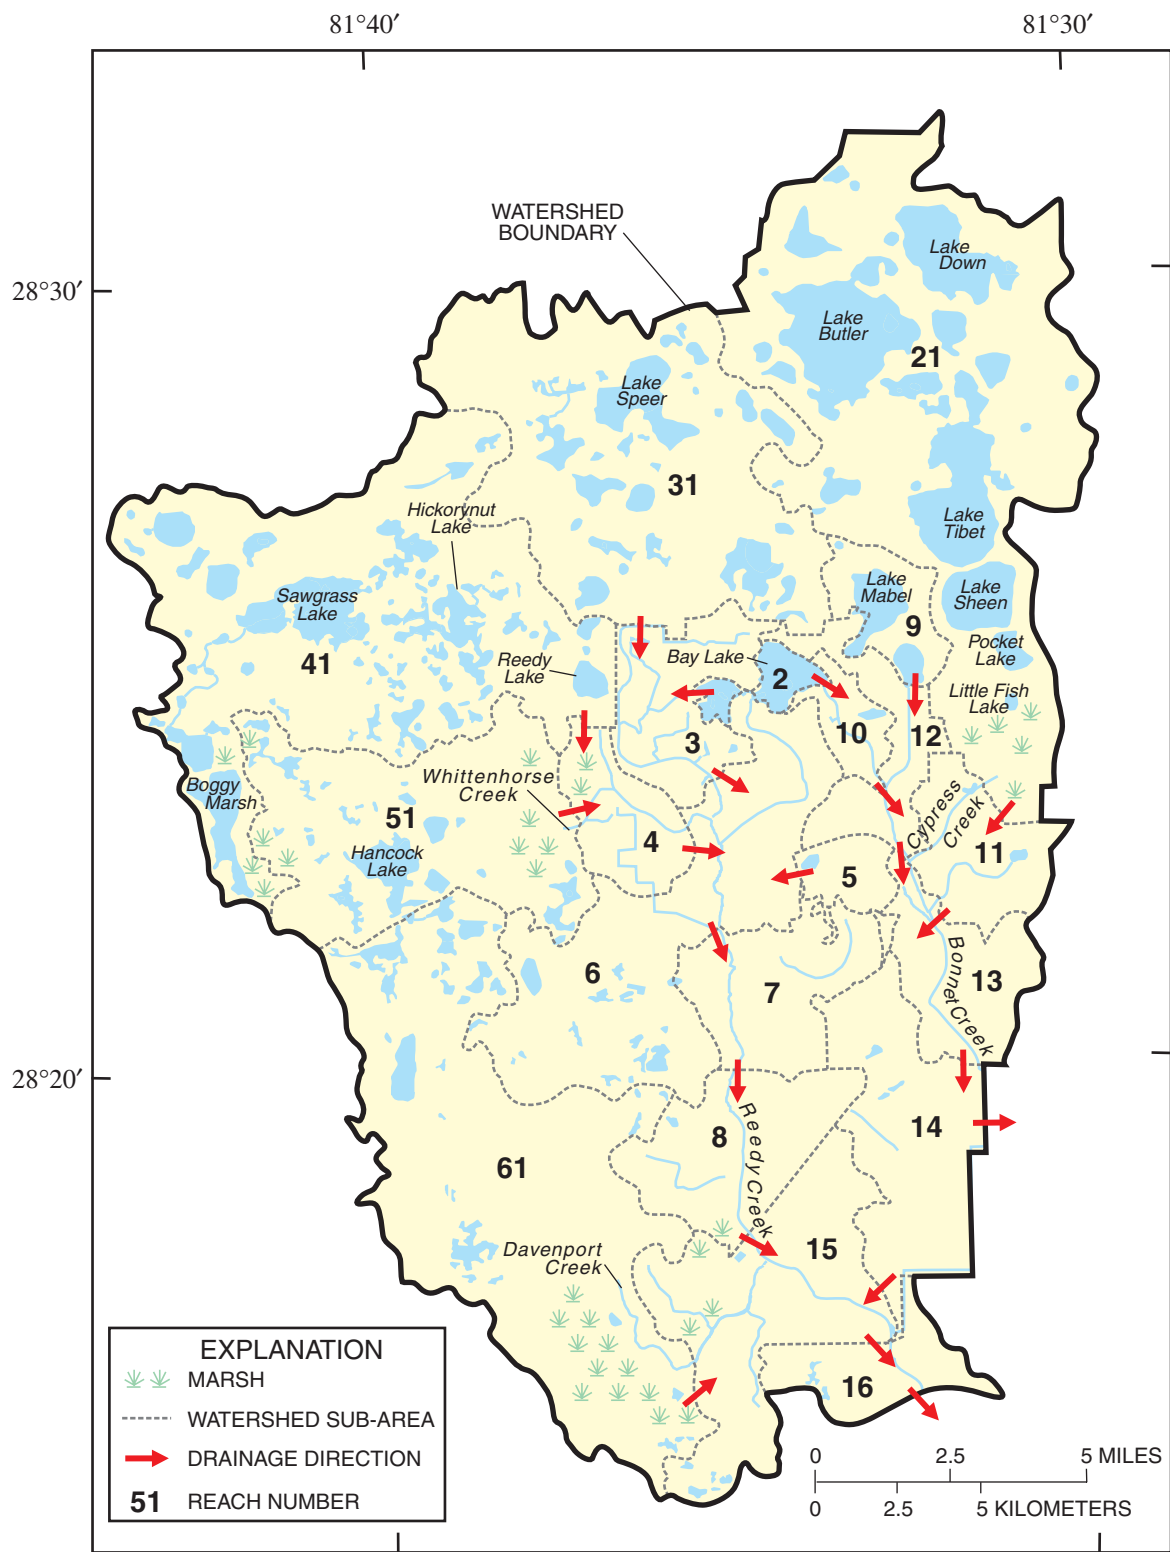 81°40′
81°30′
WATERSHED
BOUNDARY
Lake
Down
28°30′
Lake
Butler
21
Lake
Speer
31
Hickorynut
Lake
Lake
Tibet
Sawgrass
Lake
Lake
Mabel
Lake
Sheen
9
Pocket
Lake
41
Reedy
Lake
Bay Lake
2
Little Fish
Lake
3
10
12
Whittenhorse
Creek
Boggy
Marsh
51
Cypress
Creek
4
11
Hancock
Lake
5
6
7
Bonnet Creek
13
28°20′
8
Reedy Creek
14
61
15
Davenport
Creek
16
EXPLANATION
MARSH
WATERSHED SUB-AREA
DRAINAGE DIRECTION
51 REACH NUMBER
0 2.5 5 MILES
0 2.5 5 KILOMETERS